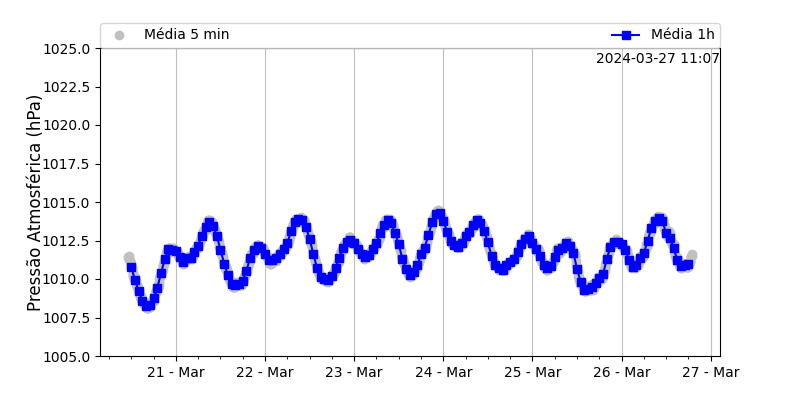 Média 5 min
Média 1h
2024-03-27 11:07
Pressão Atmosférica (hPa)
1025.0
1022.5
1020.0
1017.5
1015.0
1012.5
1010.0
1007.5
1005.0
21 - Mar
22 - Mar
23 - Mar
24 - Mar
25 - Mar
26 - Mar
27 - Mar